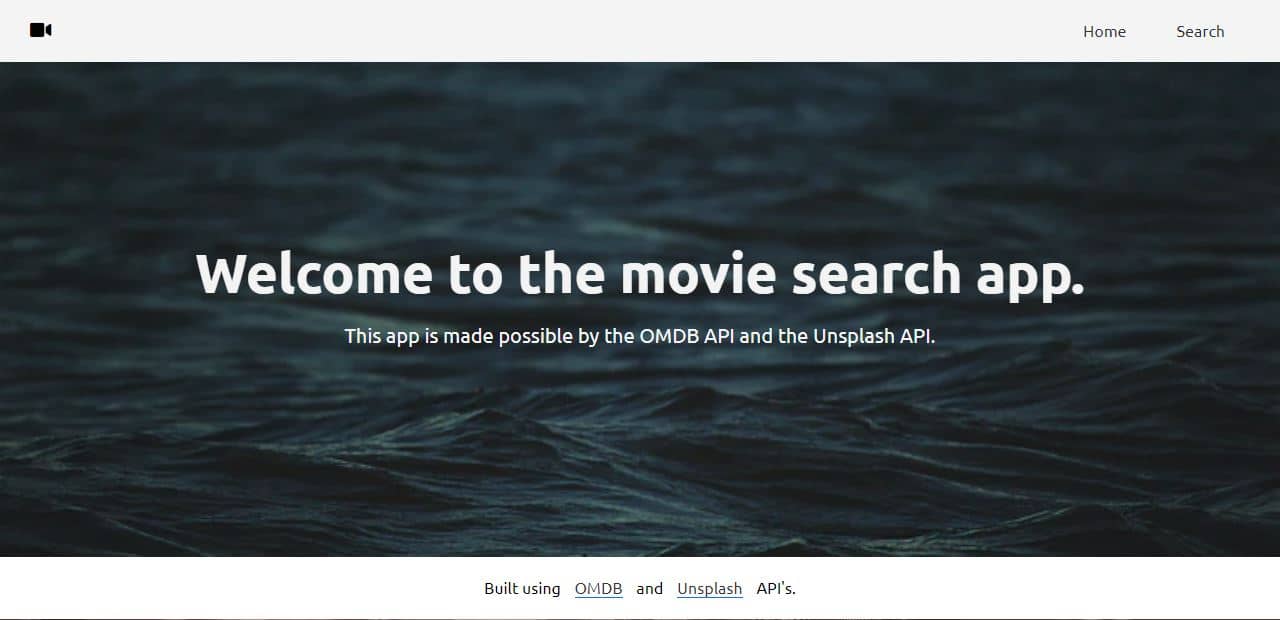 Home Search
Welcome to the movie search app.
This app is made possible by the OMDB API and the Unsplash API.
Built using OMDB and Unsplash API's.